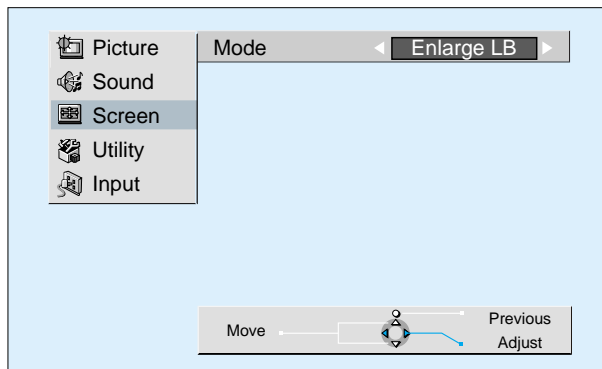 Picture
Mode Enlarge LB
Sound
Screen
Utility
Input
Move
Previous
Adjust